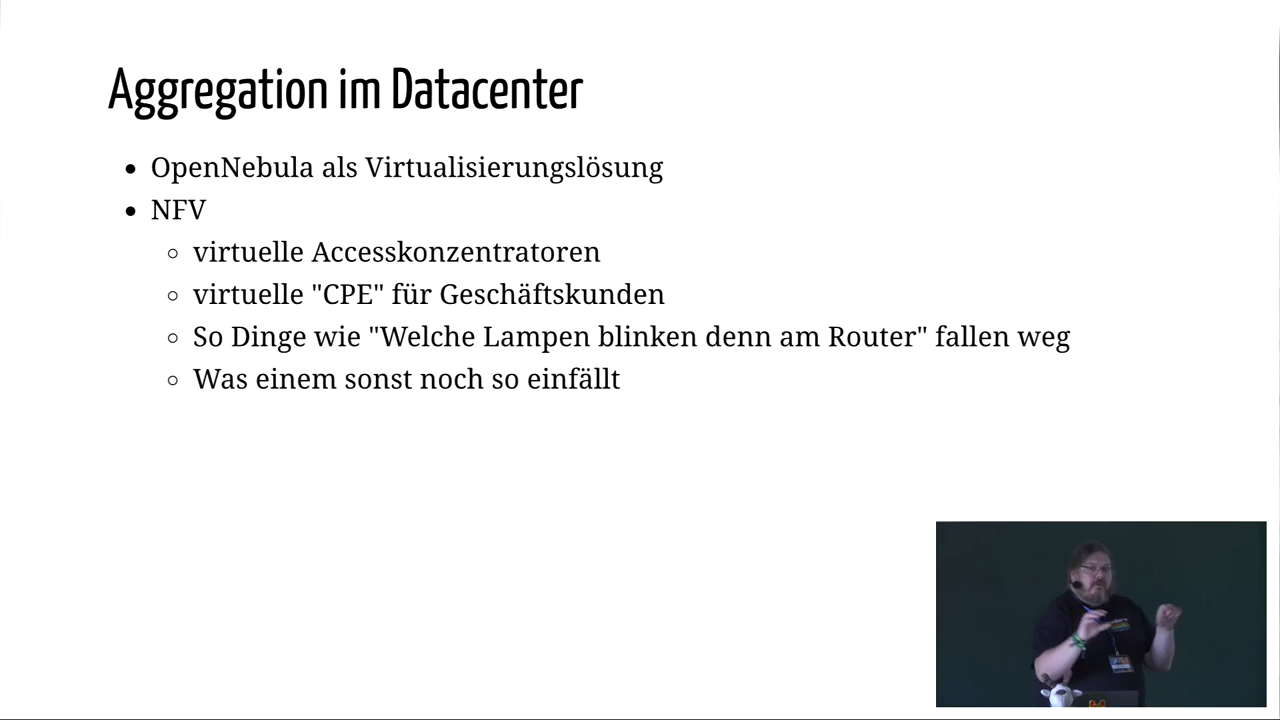 Aggregation im Datacenter
OpenNebula als Virtualisierungslösung
NFV
virtuelle Accesskonzentratoren
virtuelle "CPE" für Geschäftskunden
So Dinge wie "Welche Lampen blinken denn am Router" fallen weg
Was einem sonst noch so einfällt